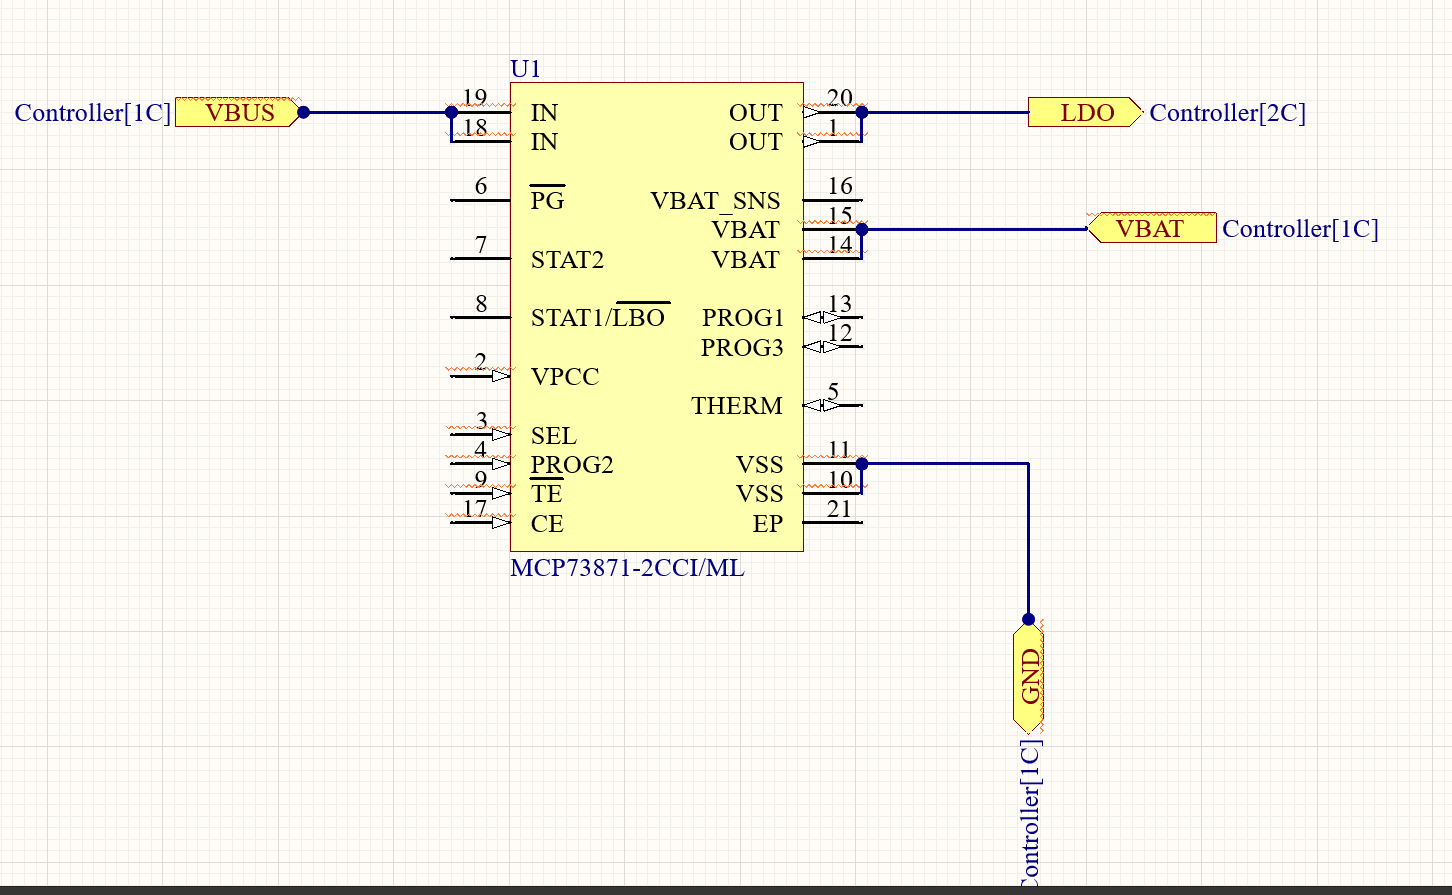 U1
Controller[1C] VBUS 19 IN OUT 20 LDO Controller[2C]
18 IN OUT 1
6 PG VBAT_SNS 16
VBAT 15 VBAT Controller[1C]
7 STAT2 VBAT 14
8 STAT1/LBO PROG1 13
PROG3 12
2 VPCC
THERM 5
3 SEL
4 PROG2 VSS 11
9 TE VSS 10
17 CE EP 21
MCP73871-2CCI/ML
GND
Controller[1C]